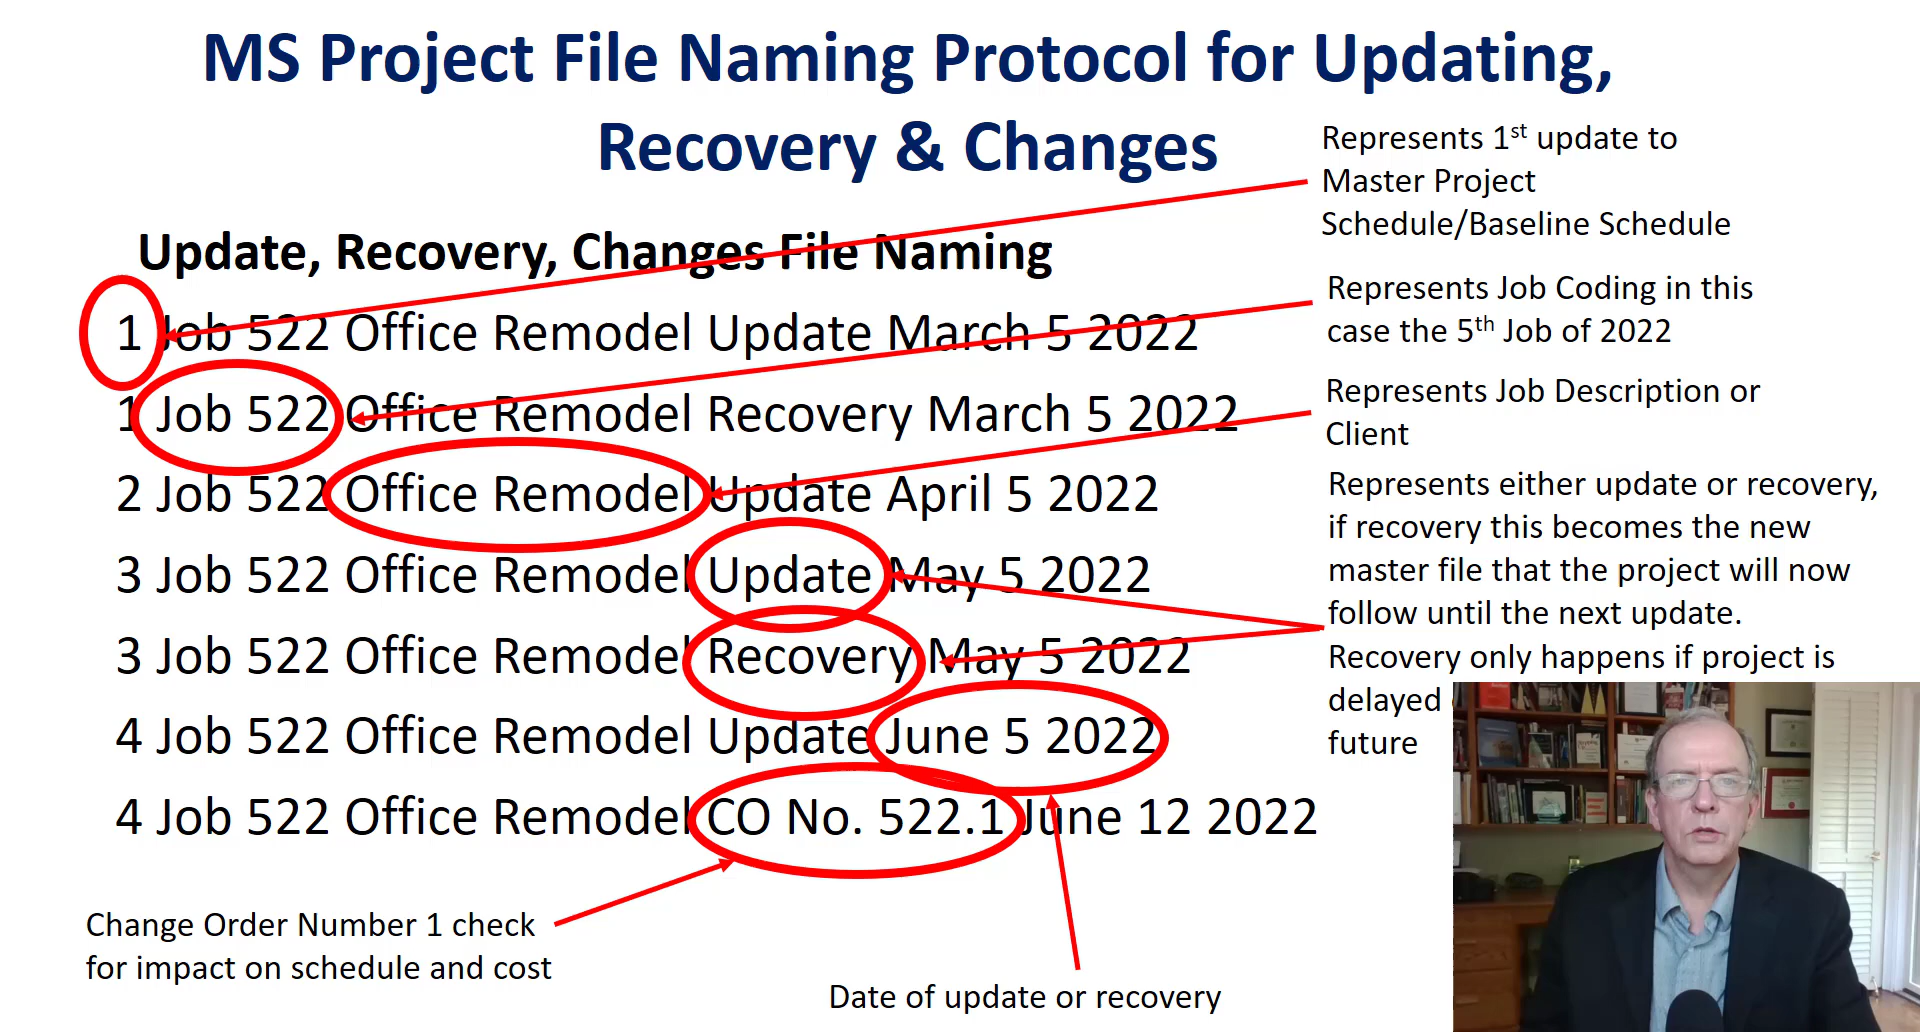 MS Project File Naming Protocol for Updating,
Recovery & Changes
Update, Recovery, Changes File Naming
1 Job 522 Office Remodel Update March 5 2022
1 Job 522 Office Remodel Recovery March 5 2022
2 Job 522 Office Remodel Update April 5 2022
3 Job 522 Office Remodel Update May 5 2022
3 Job 522 Office Remodel Recovery May 5 2022
4 Job 522 Office Remodel Update June 5 2022
4 Job 522 Office Remodel CO No. 522.1 June 12 2022
Represents 1st update to
Master Project
Schedule/Baseline Schedule
Represents Job Coding in this
case the 5th Job of 2022
Represents Job Description or
Client
Represents either update or recovery,
if recovery this becomes the new
master file that the project will now
follow until the next update.
Recovery only happens if project is
delayed
future
Change Order Number 1 check
for impact on schedule and cost
Date of update or recovery